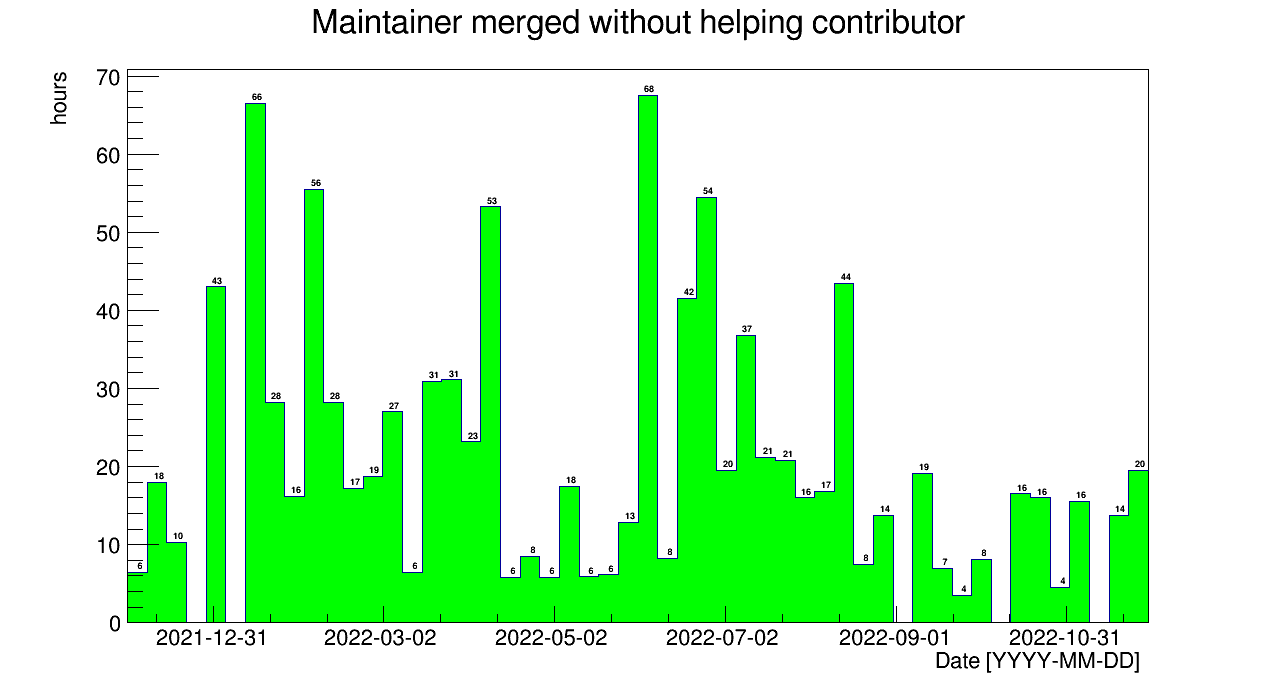 Maintainer merged without helping contributor
hours
70
60
50
40
30
20
10
0
6 18 10 43 66 28 16 56 28 17 19 27 6 31 31 23 53 6 8 6 18 6 6 13 68 8 42 54 20 37 21 21 16 17 44 8 14 19 7 4 8 16 16 4 16 14 20
2021-12-31 2022-03-02 2022-05-02 2022-07-02 2022-09-01 2022-10-31
Date [YYYY-MM-DD]